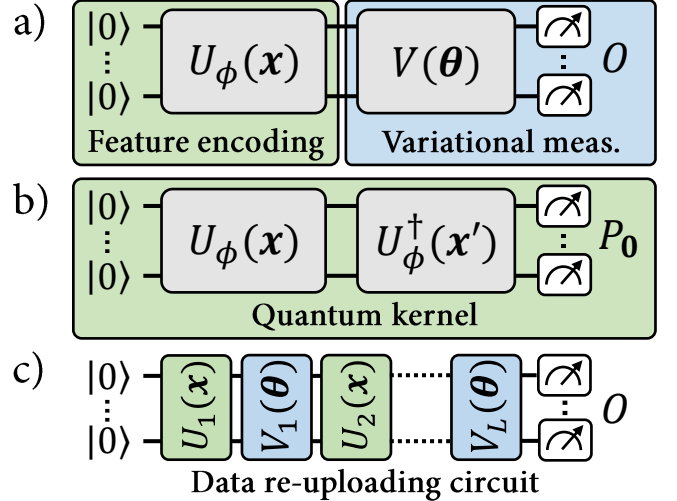 a) |0⟩ U_ϕ(𝒙) V(𝜽) O
⋮ ⋮
|0⟩
Feature encoding Variational meas.
b) |0⟩ U_ϕ(𝒙) U_ϕ^†(𝒙′) P_𝟎
⋮ ⋮
|0⟩
Quantum kernel
c) |0⟩ U_1(𝒙) V_1(𝜽) U_2(𝒙) V_L(𝜽) O
⋮ ⋮
|0⟩
Data re-uploading circuit